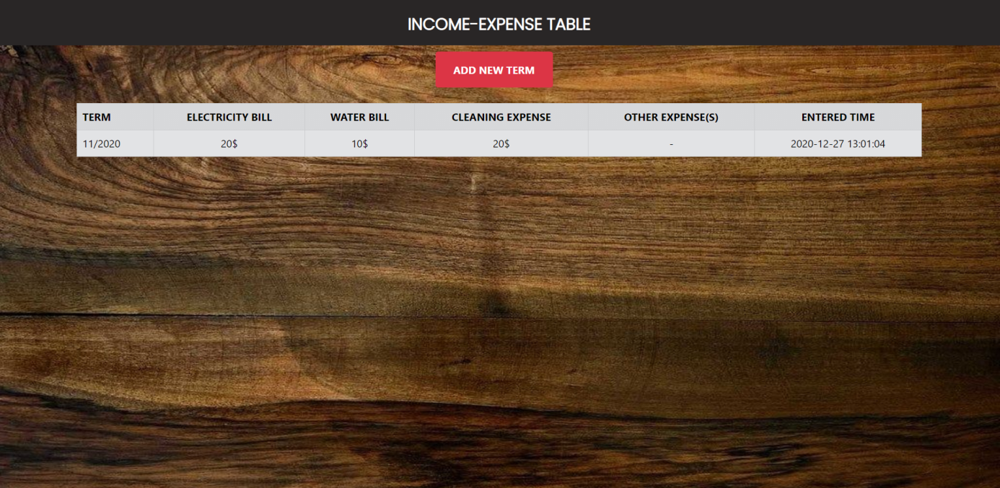 INCOME-EXPENSE TABLE
ADD NEW TERM
TERM ELECTRICITY BILL WATER BILL CLEANING EXPENSE OTHER EXPENSE(S) ENTERED TIME
11/2020 20$ 10$ 20$ - 2020-12-27 13:01:04